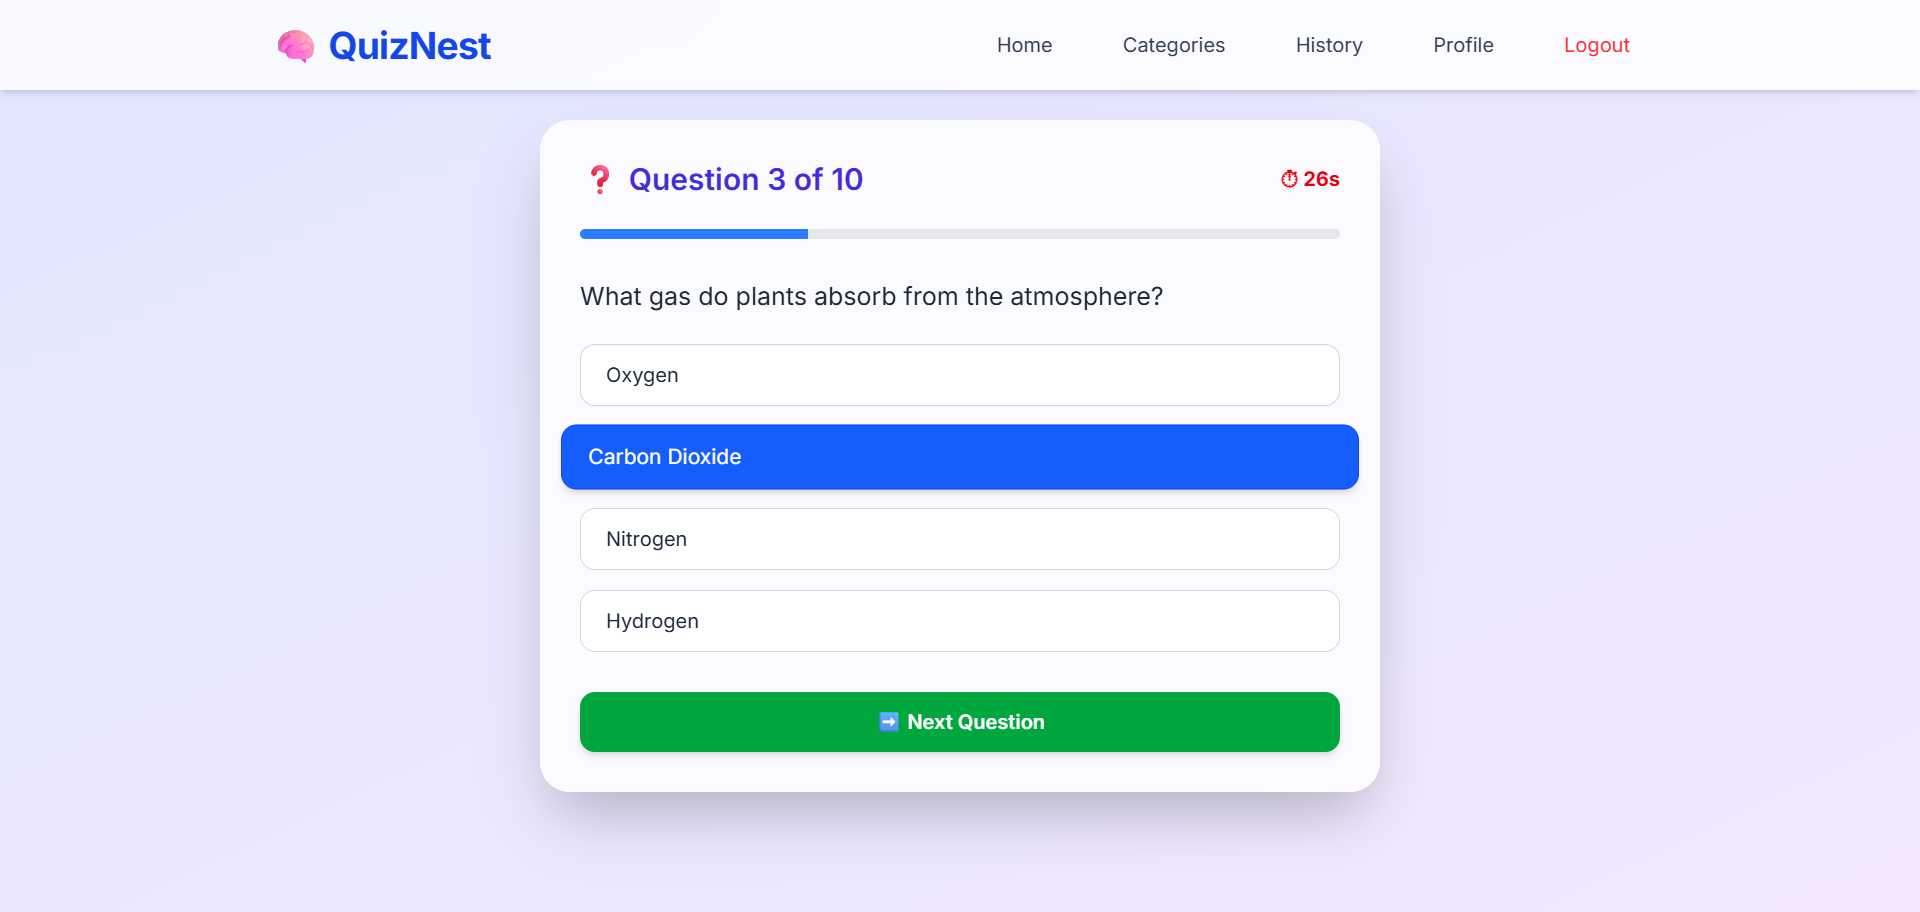 🧠 QuizNest
Home
Categories
History
Profile
Logout
❓ Question 3 of 10
⏱ 26s
What gas do plants absorb from the atmosphere?
Oxygen
Carbon Dioxide
Nitrogen
Hydrogen
➡️ Next Question